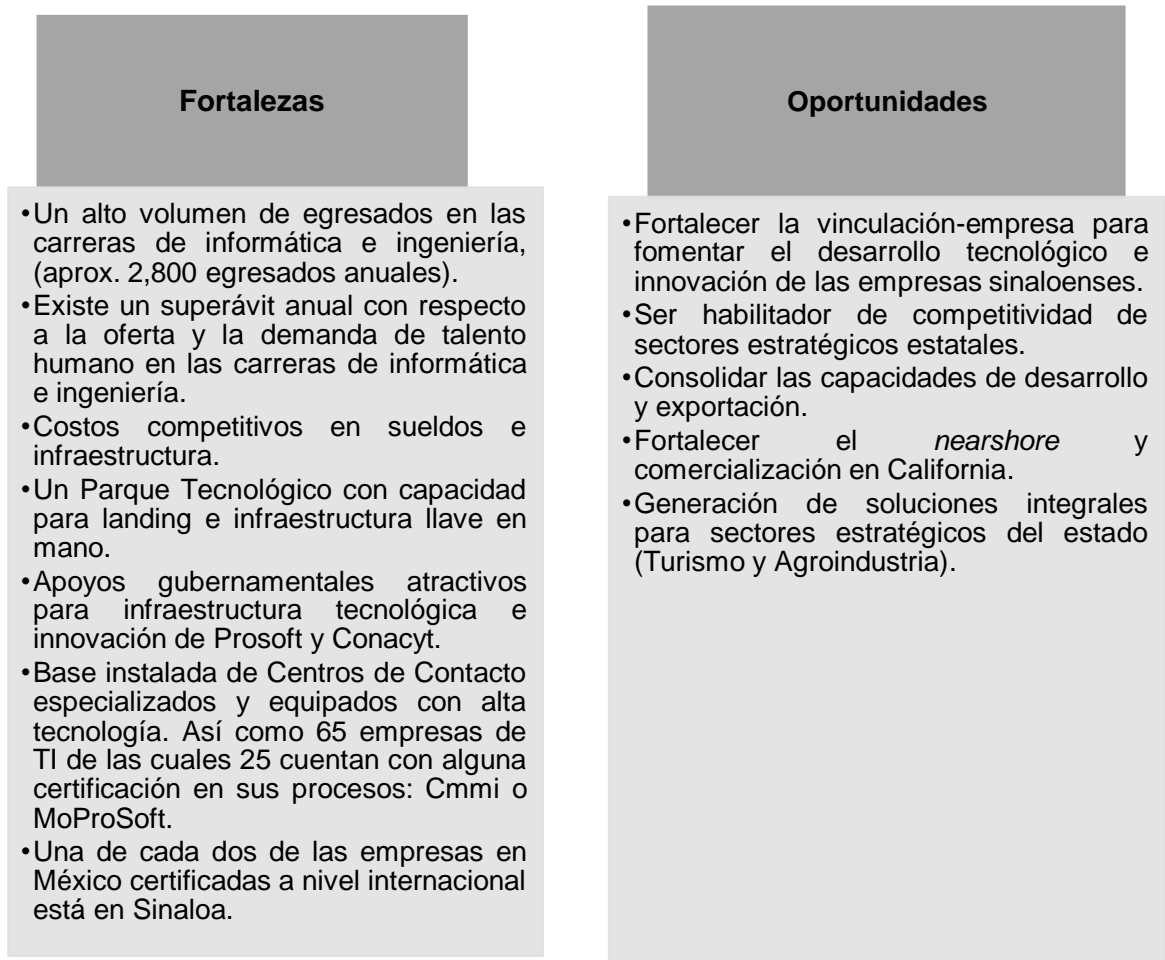 Fortalezas
•Un alto volumen de egresados en las
carreras de informática e ingeniería,
(aprox. 2,800 egresados anuales).
•Existe un superávit anual con respecto
a la oferta y la demanda de talento
humano en las carreras de informática
e ingeniería.
•Costos competitivos en sueldos e
infraestructura.
•Un Parque Tecnológico con capacidad
para landing e infraestructura llave en
mano.
•Apoyos gubernamentales atractivos
para infraestructura tecnológica e
innovación de Prosoft y Conacyt.
•Base instalada de Centros de Contacto
especializados y equipados con alta
tecnología. Así como 65 empresas de
TI de las cuales 25 cuentan con alguna
certificación en sus procesos: Cmmi o
MoProSoft.
•Una de cada dos de las empresas en
México certificadas a nivel internacional
está en Sinaloa.
Oportunidades
•Fortalecer la vinculación-empresa para
fomentar el desarrollo tecnológico e
innovación de las empresas sinaloenses.
•Ser habilitador de competitividad de
sectores estratégicos estatales.
•Consolidar las capacidades de desarrollo
y exportación.
•Fortalecer el nearshore y
comercialización en California.
•Generación de soluciones integrales
para sectores estratégicos del estado
(Turismo y Agroindustria).